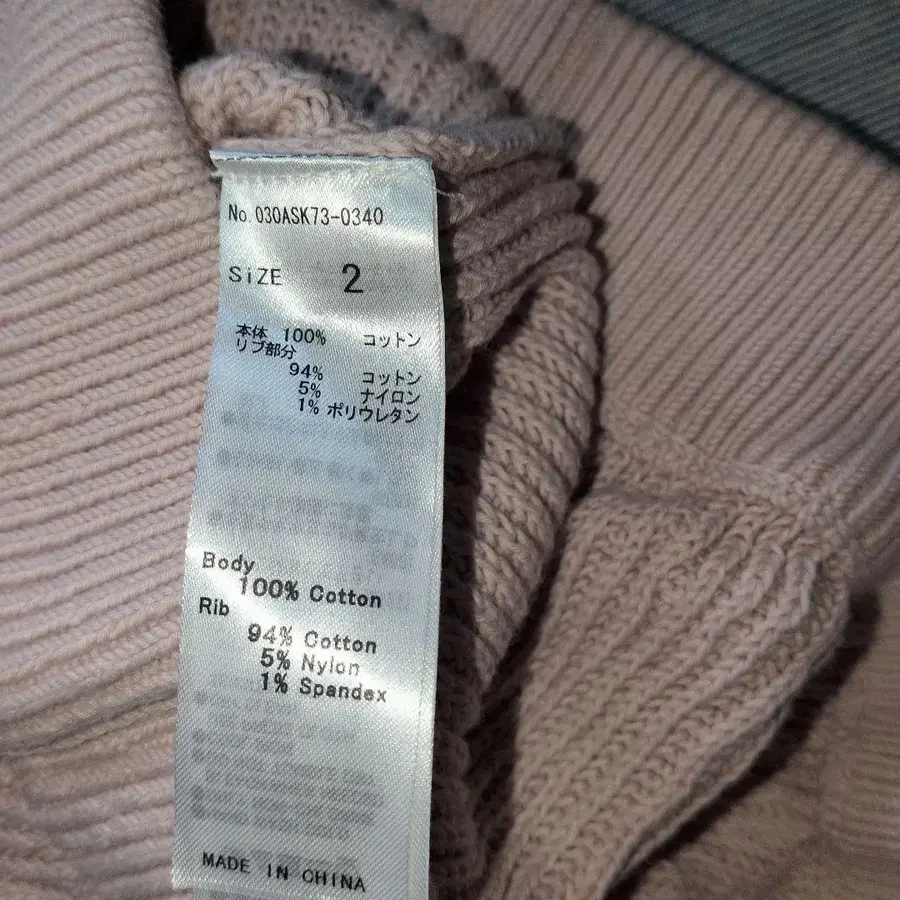 No. 030ASK73-0340
SiZE 2
本体 100% コットン
リブ部分
94% コットン
5% ナイロン
1% ポリウレタン
Body
100% Cotton
Rib
94% Cotton
5% Nylon
1% Spandex
MADE IN CHINA